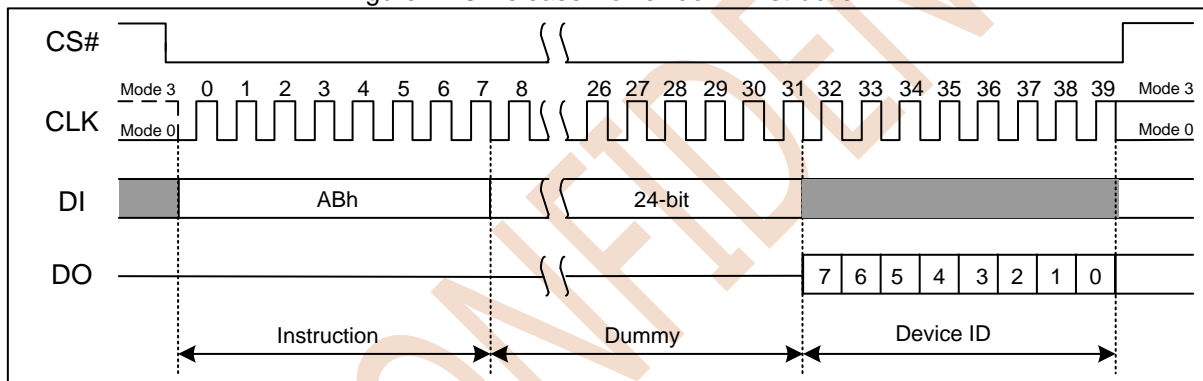 CS#
Mode 3 0 1 2 3 4 5 6 7 8 26 27 28 29 30 31 32 33 34 35 36 37 38 39 Mode 3
CLK
Mode 0 Mode 0
DI ABh 24-bit
DO 7 6 5 4 3 2 1 0
Instruction Dummy Device ID